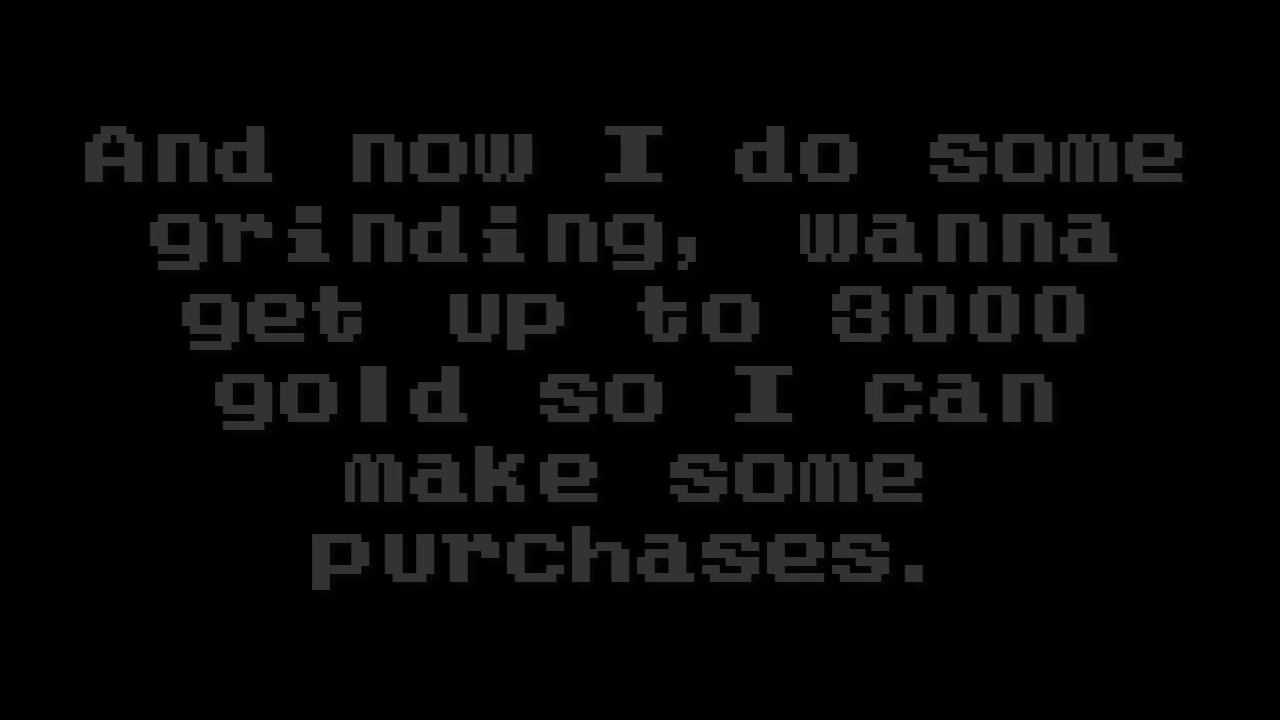 And now I do some
grinding, wanna
get up to 3000
gold so I can
make some
purchases.